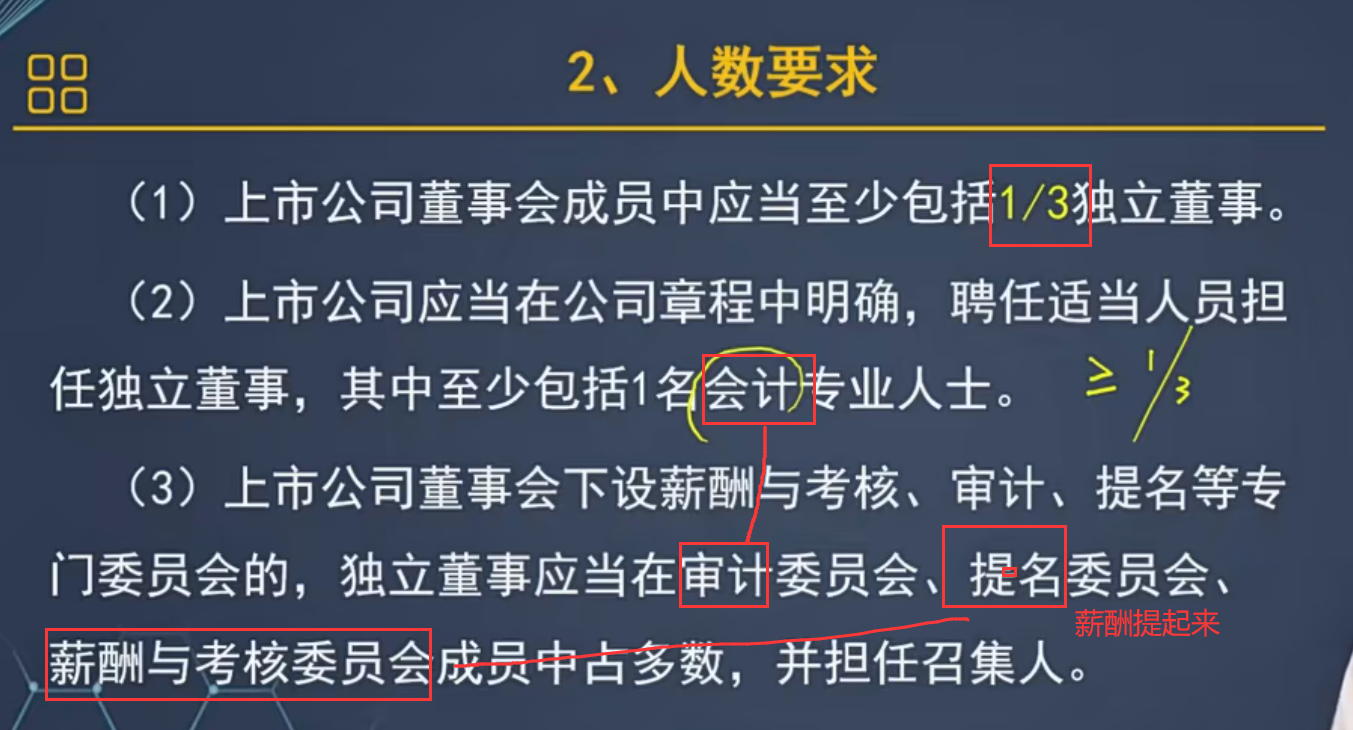 2、人数要求
（1）上市公司董事会成员中应当至少包括1/3独立董事。
（2）上市公司应当在公司章程中明确，聘任适当人员担
任独立董事，其中至少包括1名会计专业人士。
≥ 1/3
（3）上市公司董事会下设薪酬与考核、审计、提名等专
门委员会的，独立董事应当在审计委员会、提名委员会、
薪酬提起来
薪酬与考核委员会成员中占多数，并担任召集人。